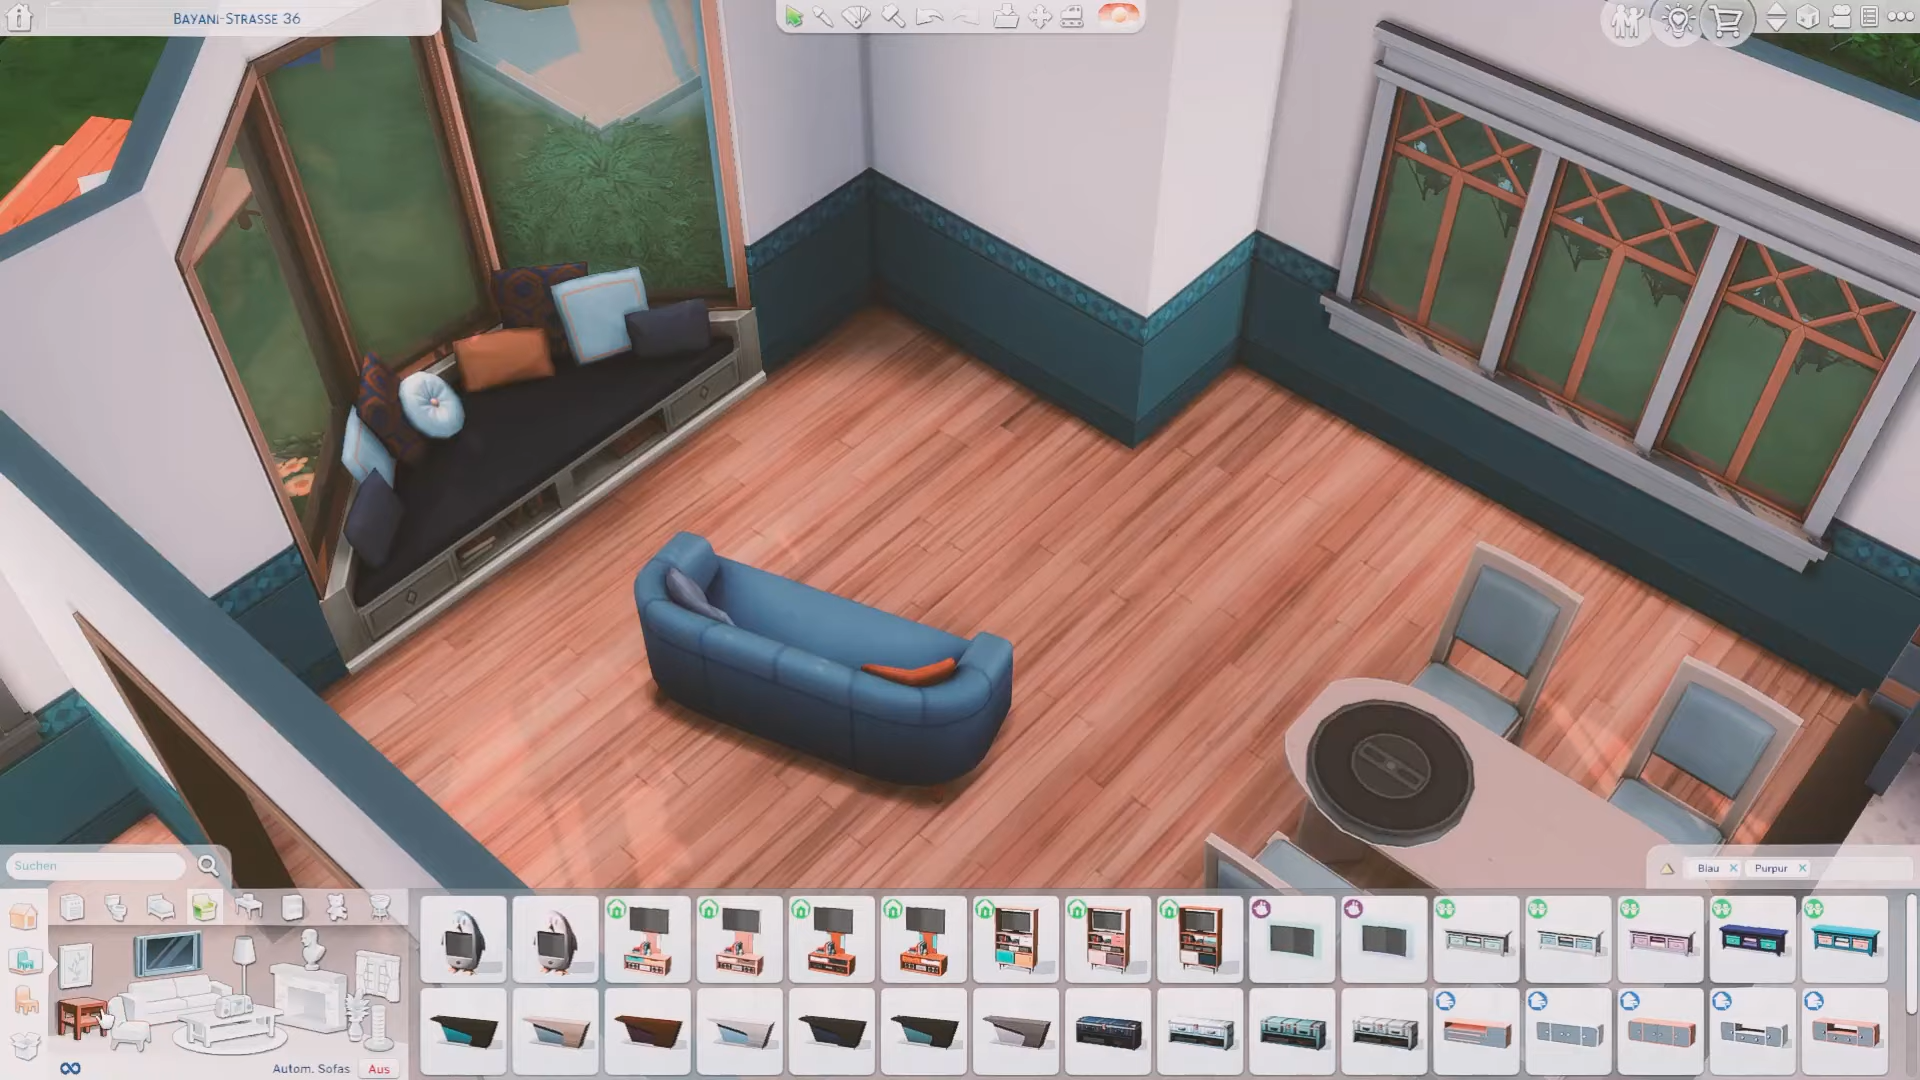 BAYANI-STRASSE 36
Suchen
Blau
Purpur
Autom. Sofas Aus